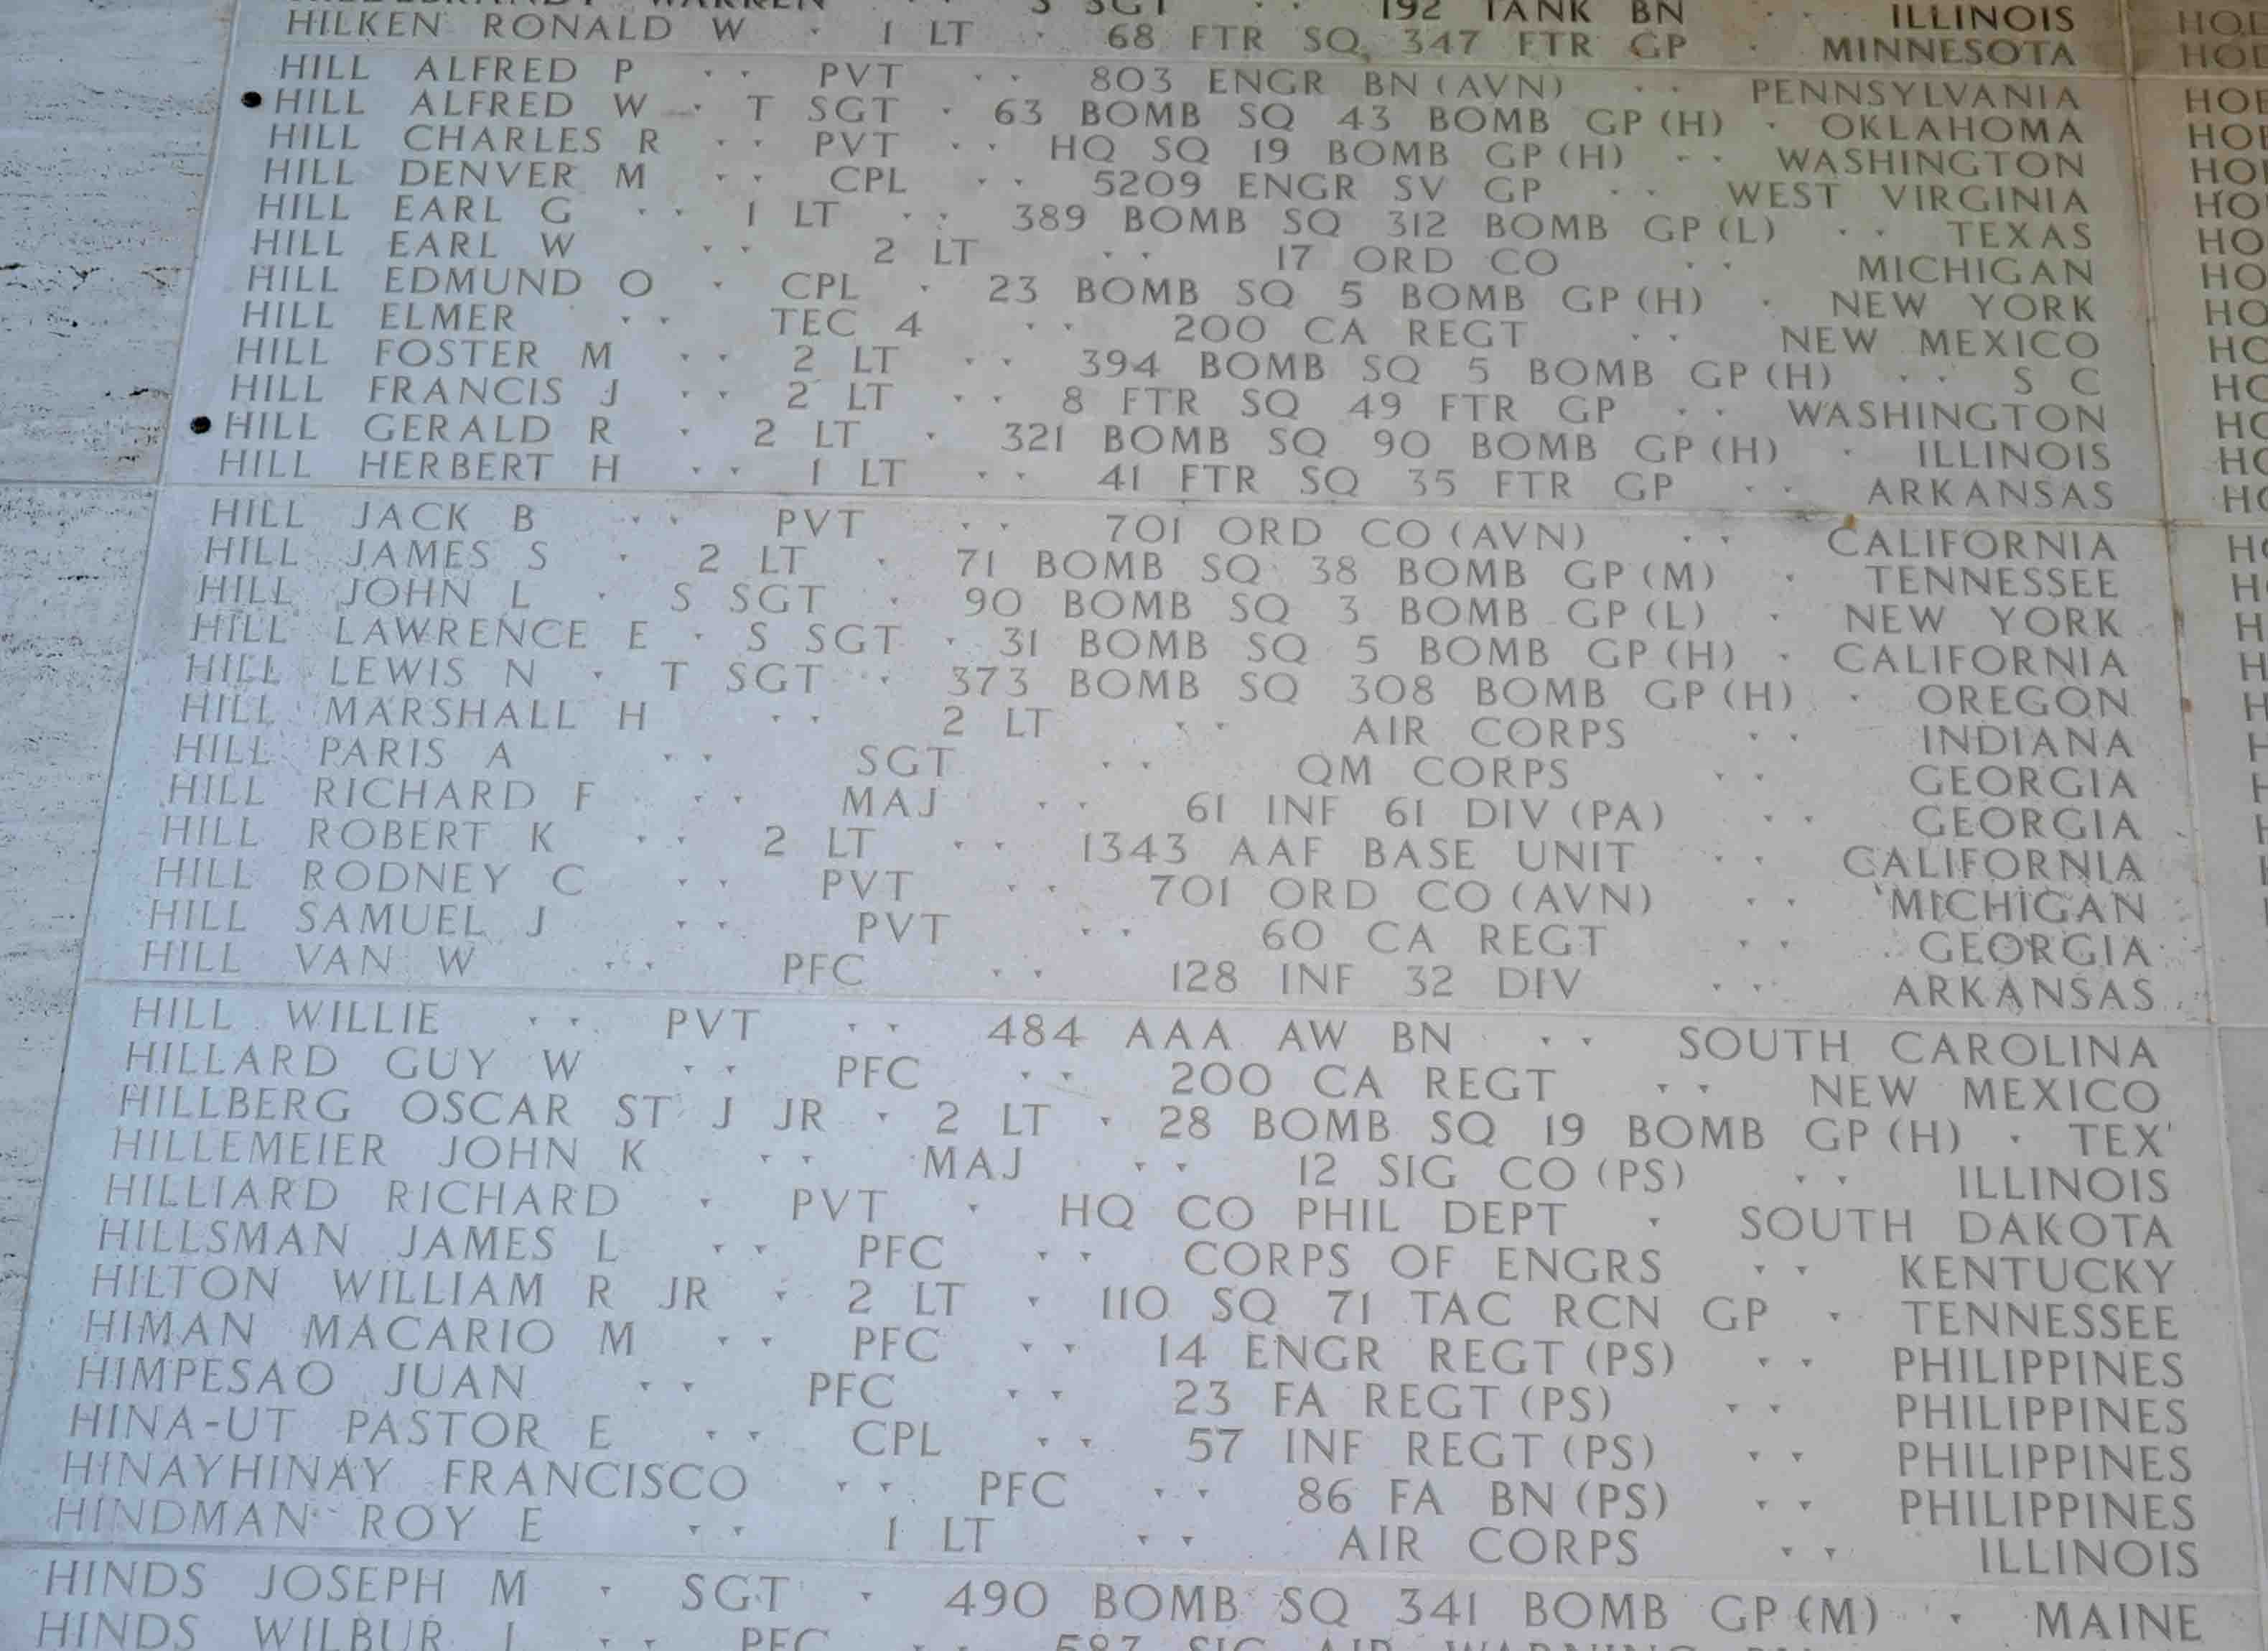 HILDEBRANDT WARREN · · S SGT · · 192 TANK BN · · ILLINOIS
HILKEN RONALD W · 1 LT · 68 FTR SQ 347 FTR GP · MINNESOTA
HILL ALFRED P · · PVT · · 803 ENGR BN (AVN) · · PENNSYLVANIA
HILL ALFRED W · T SGT · 63 BOMB SQ 43 BOMB GP (H) · OKLAHOMA
HILL CHARLES R · · PVT · · HQ SQ 19 BOMB GP (H) · · WASHINGTON
HILL DENVER M · · CPL · · 5209 ENGR SV GP · · WEST VIRGINIA
HILL EARL G · · 1 LT · · 389 BOMB SQ 312 BOMB GP (L) · · TEXAS
HILL EARL W · · 2 LT · · 17 ORD CO · · MICHIGAN
HILL EDMUND O · CPL · 23 BOMB SQ 5 BOMB GP (H) · NEW YORK
HILL ELMER · · TEC 4 · · 200 CA REGT · · NEW MEXICO
HILL FOSTER M · · 2 LT · · 394 BOMB SQ 5 BOMB GP (H) · · S C
HILL FRANCIS J · · 2 LT · · 8 FTR SQ 49 FTR GP · · WASHINGTON
HILL GERALD R · 2 LT · 321 BOMB SQ 90 BOMB GP (H) · ILLINOIS
HILL HERBERT H · · 1 LT · · 41 FTR SQ 35 FTR GP · · ARKANSAS
HILL JACK B · · PVT · · 701 ORD CO (AVN) · · CALIFORNIA
HILL JAMES S · 2 LT · 71 BOMB SQ 38 BOMB GP (M) · TENNESSEE
HILL JOHN L · S SGT · 90 BOMB SQ 3 BOMB GP (L) · NEW YORK
HILL LAWRENCE E · S SGT · 31 BOMB SQ 5 BOMB GP (H) · CALIFORNIA
HILL LEWIS N · T SGT · 373 BOMB SQ 308 BOMB GP (H) · OREGON
HILL MARSHALL H · · 2 LT · · AIR CORPS · · INDIANA
HILL PARIS A · · SGT · · QM CORPS · · GEORGIA
HILL RICHARD F · · MAJ · · 61 INF 61 DIV (PA) · · GEORGIA
HILL ROBERT K · · 2 LT · · 1343 AAF BASE UNIT · · CALIFORNIA
HILL RODNEY C · · PVT · · 701 ORD CO (AVN) · · MICHIGAN
HILL SAMUEL J · · PVT · · 60 CA REGT · · GEORGIA
HILL VAN W · · PFC · · 128 INF 32 DIV · · ARKANSAS
HILL WILLIE · · PVT · · 484 AAA AW BN · · SOUTH CAROLINA
HILLARD GUY W · · PFC · · 200 CA REGT · · NEW MEXICO
HILLBERG OSCAR ST J JR · 2 LT · 28 BOMB SQ 19 BOMB GP (H) · TEX
HILLEMEIER JOHN K · · MAJ · · 12 SIG CO (PS) · · ILLINOIS
HILLIARD RICHARD · PVT · HQ CO PHIL DEPT · SOUTH DAKOTA
HILLSMAN JAMES L · · PFC · · CORPS OF ENGRS · · KENTUCKY
HILTON WILLIAM R JR · 2 LT · 110 SQ 71 TAC RCN GP · TENNESSEE
HIMAN MACARIO M · · PFC · · 14 ENGR REGT (PS) · · PHILIPPINES
HIMPESAO JUAN · · PFC · · 23 FA REGT (PS) · · PHILIPPINES
HINA-UT PASTOR E · · CPL · · 57 INF REGT (PS) · · PHILIPPINES
HINAYHINAY FRANCISCO · · PFC · · 86 FA BN (PS) · · PHILIPPINES
HINDMAN ROY E · · 1 LT · · AIR CORPS · · ILLINOIS
HINDS JOSEPH M · SGT · 490 BOMB SQ 341 BOMB GP (M) · MAINE
HINDS WILBUR · · PFC · · 587 SIG AIR WARNING